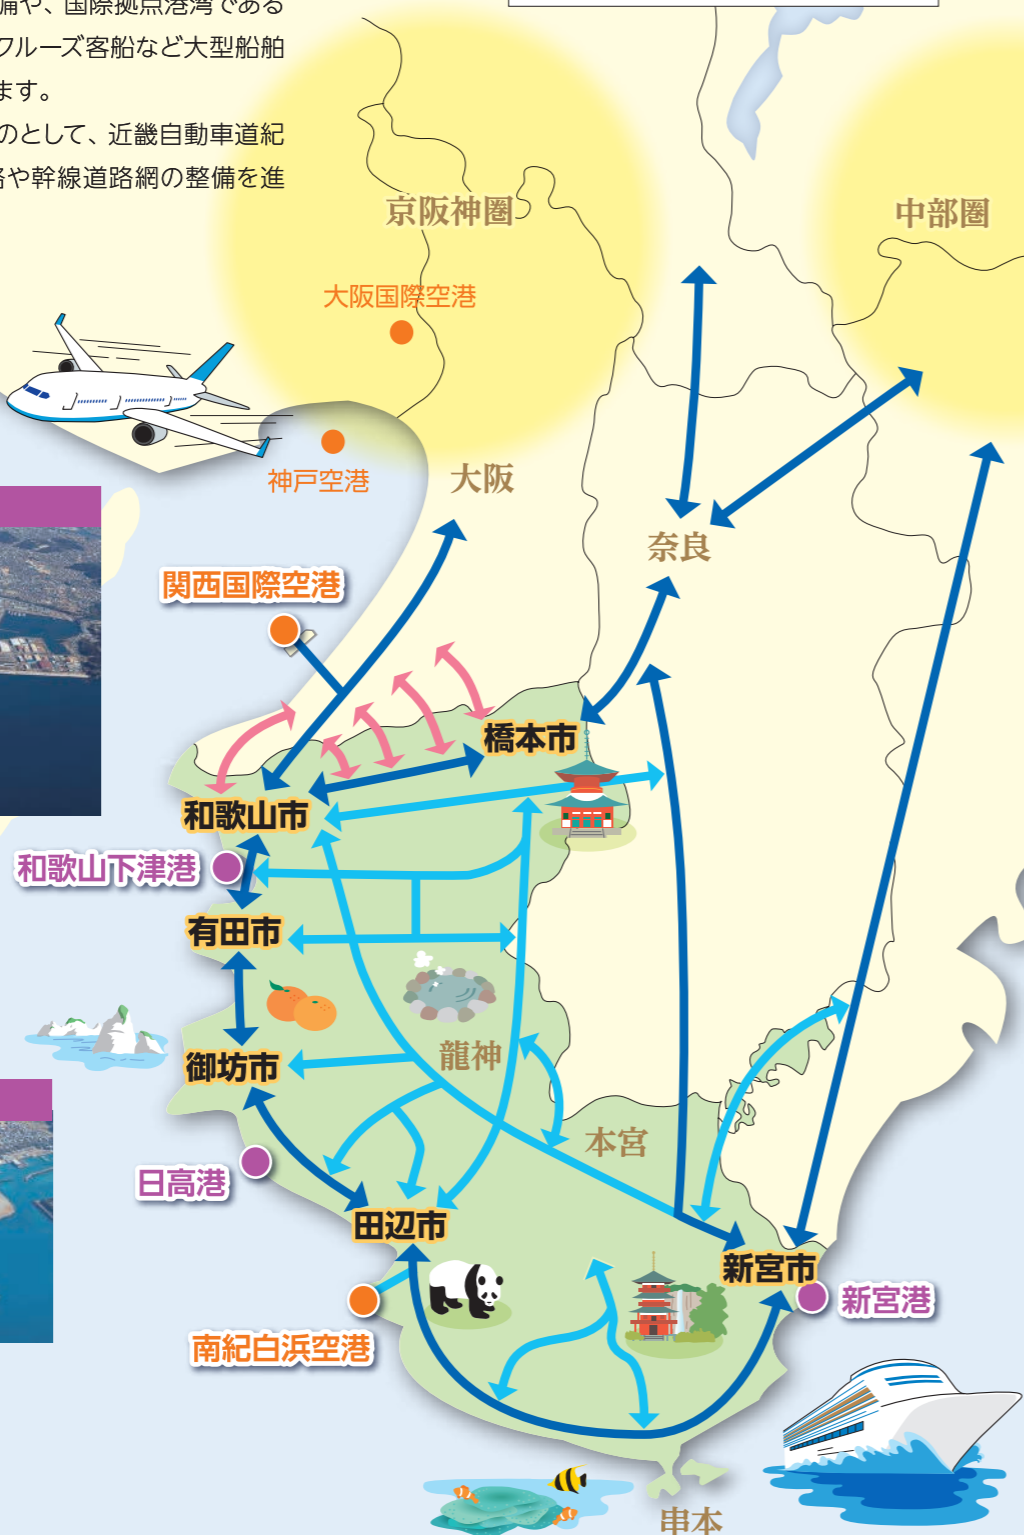 備や、国際拠点港湾である
クルーズ客船など大型船舶
ます。
のとして、近畿自動車道紀
路や幹線道路網の整備を進
京阪神圏
中部圏
大阪国際空港
神戸空港
大阪
奈良
関西国際空港
橋本市
和歌山市
和歌山下津港
有田市
龍神
御坊市
本宮
日高港
田辺市
新宮市
新宮港
南紀白浜空港
串本